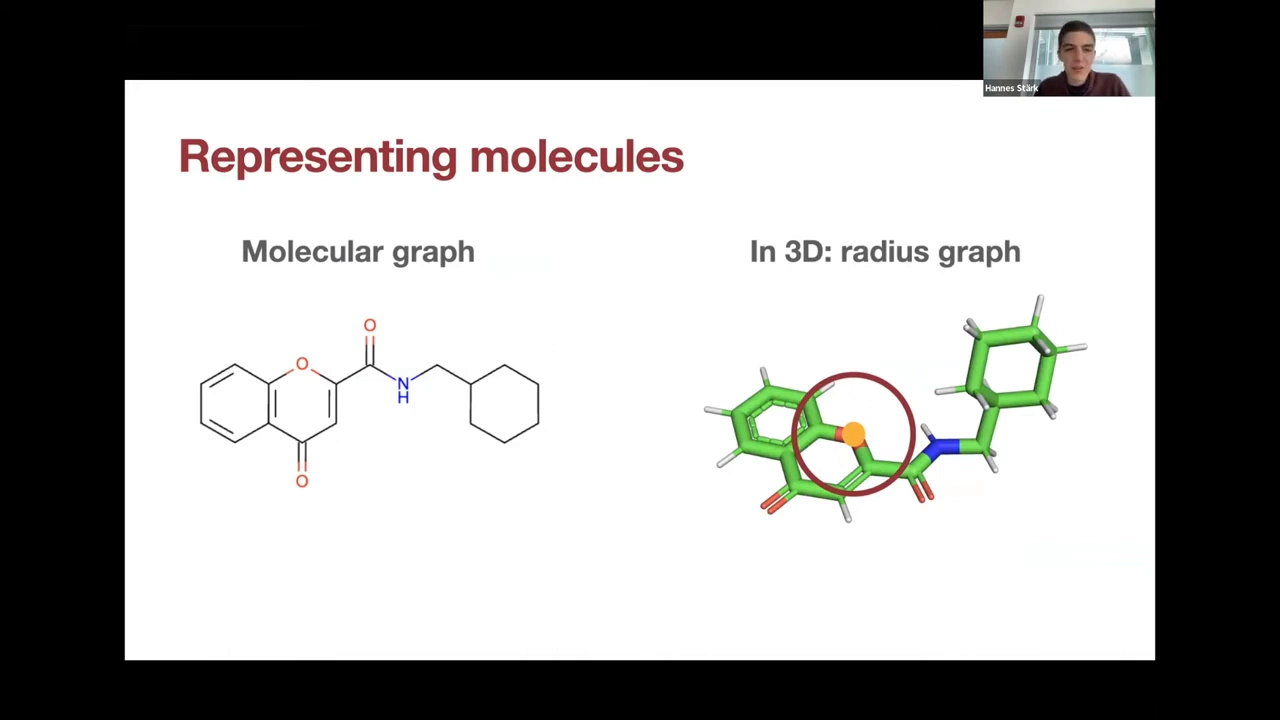 Hannes Stärk
Representing molecules
Molecular graph
In 3D: radius graph
O
O
N
H
O